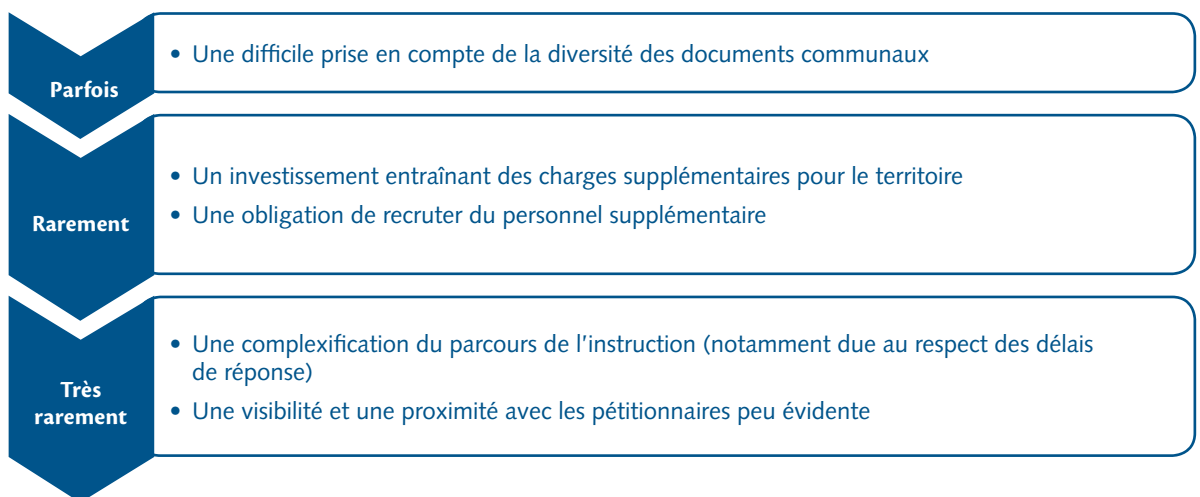 Parfois
• Une difficile prise en compte de la diversité des documents communaux
Rarement
• Un investissement entraînant des charges supplémentaires pour le territoire
• Une obligation de recruter du personnel supplémentaire
Très
rarement
• Une complexification du parcours de l'instruction (notamment due au respect des délais
de réponse)
• Une visibilité et une proximité avec les pétitionnaires peu évidente